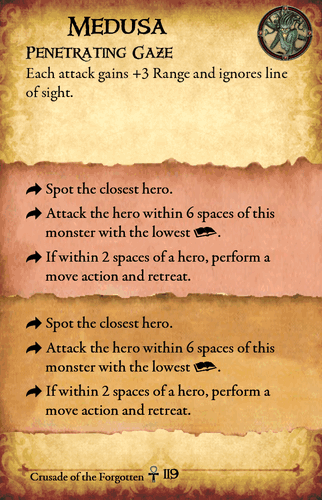 Medusa
Penetrating Gaze
Each attack gains +3 Range and ignores line
of sight.
Spot the closest hero.
Attack the hero within 6 spaces of this
monster with the lowest .
If within 2 spaces of a hero, perform a
move action and retreat.
Spot the closest hero.
Attack the hero within 6 spaces of this
monster with the lowest .
If within 2 spaces of a hero, perform a
move action and retreat.
Crusade of the Forgotten 119